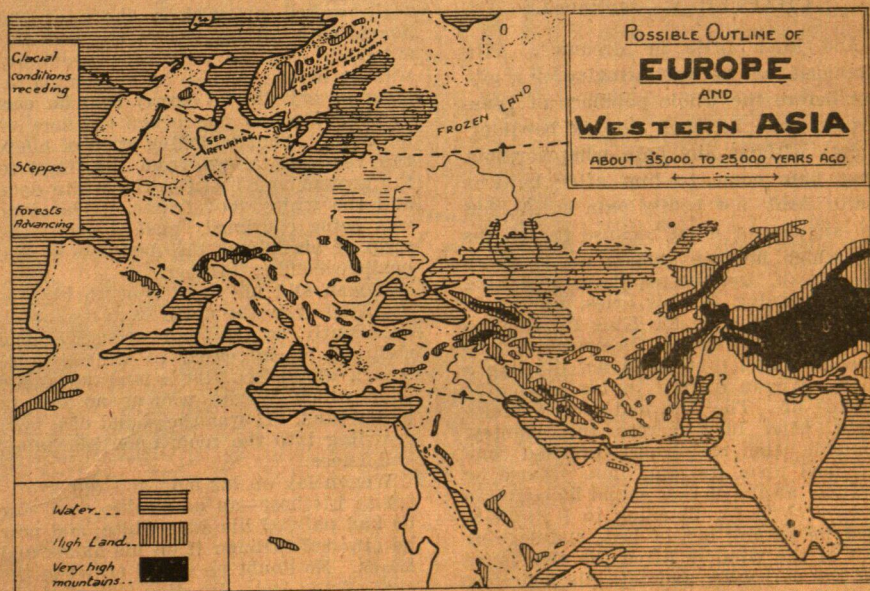 POSSIBLE OUTLINE OF
EUROPE
AND
WESTERN ASIA
ABOUT 35,000. TO 25,000 YEARS AGO.
Glacial
conditions
receding
Steppes
Forests
Advancing
LAST ICE REMNANT
FROZEN LAND
SEA
RETURNING
?
?
?
?
Water...
High Land...
Very high
mountains...